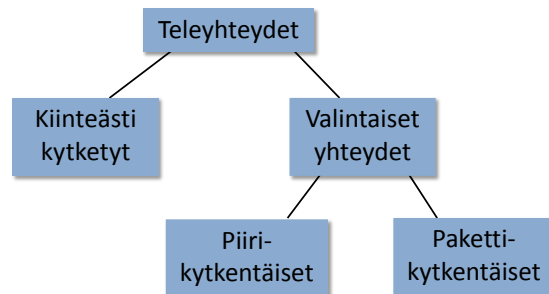 Teleyhteydet
Kiinteästi
kytketyt
Valintaiset
yhteydet
Piiri-
kytkentäiset
Paketti-
kytkentäiset